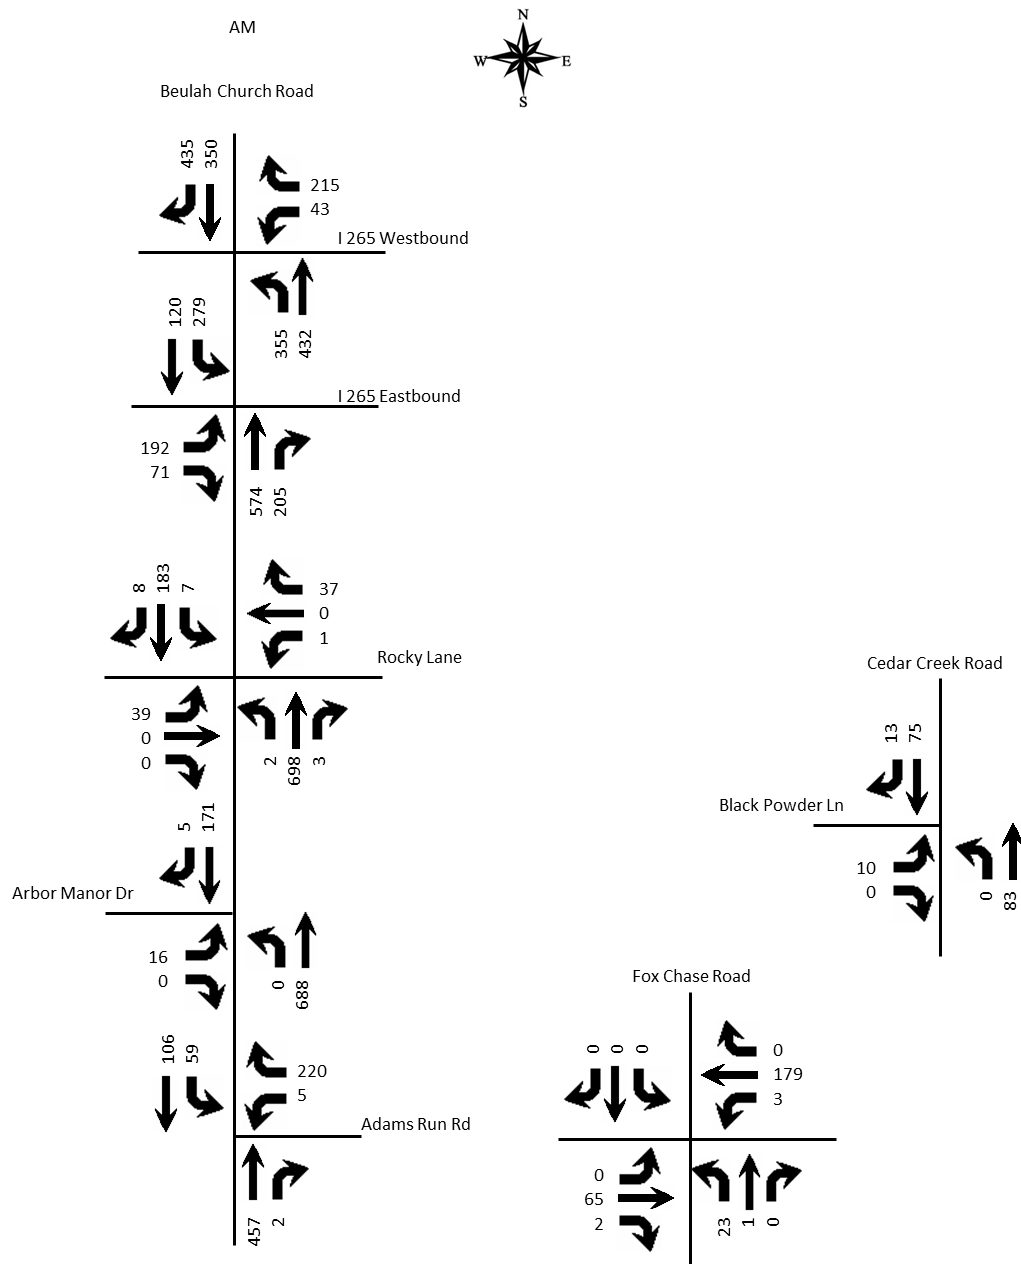 AM
N
W E
S
Beulah Church Road
435 350
215
43
I 265 Westbound
120 279
355 432
I 265 Eastbound
192
71
574 205
8 183 7
37
0
1
Rocky Lane
39
0
0
2 698 3
Cedar Creek Road
13 75
Black Powder Ln
10
0
0 83
5 171
Arbor Manor Dr
16
0
0 688
106 59
220
5
Adams Run Rd
457 2
Fox Chase Road
0 0 0
0
179
3
0
65
2
23 1 0